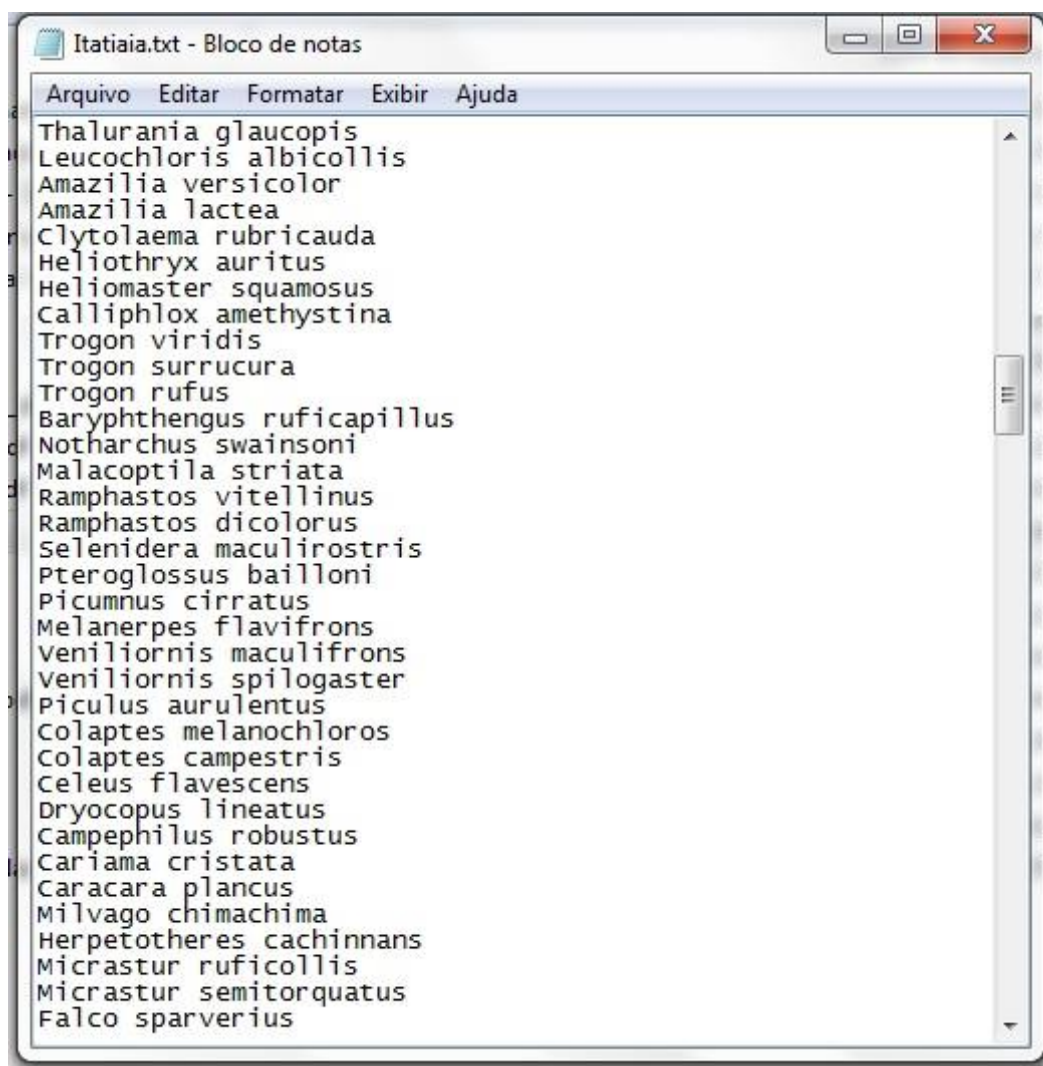 Itatiaia.txt - Bloco de notas
Arquivo Editar Formatar Exibir Ajuda
Thalurania glaucopis
Leucochloris albicollis
Amazilia versicolor
Amazilia lactea
Clytolaema rubricauda
Heliothryx auritus
Heliomaster squamosus
Calliphlox amethystina
Trogon viridis
Trogon surrucura
Trogon rufus
Baryphthengus ruficapillus
Notharchus swainsoni
Malacoptila striata
Ramphastos vitellinus
Ramphastos dicolorus
Selenidera maculirostris
Pteroglossus bailloni
Picumnus cirratus
Melanerpes flavifrons
Veniliornis maculifrons
Veniliornis spilogaster
Piculus aurulentus
Colaptes melanochloros
Colaptes campestris
Celeus flavescens
Dryocopus lineatus
Campephilus robustus
Cariama cristata
Caracara plancus
Milvago chimachima
Herpetotheres cachinnans
Micrastur ruficollis
Micrastur semitorquatus
Falco sparverius